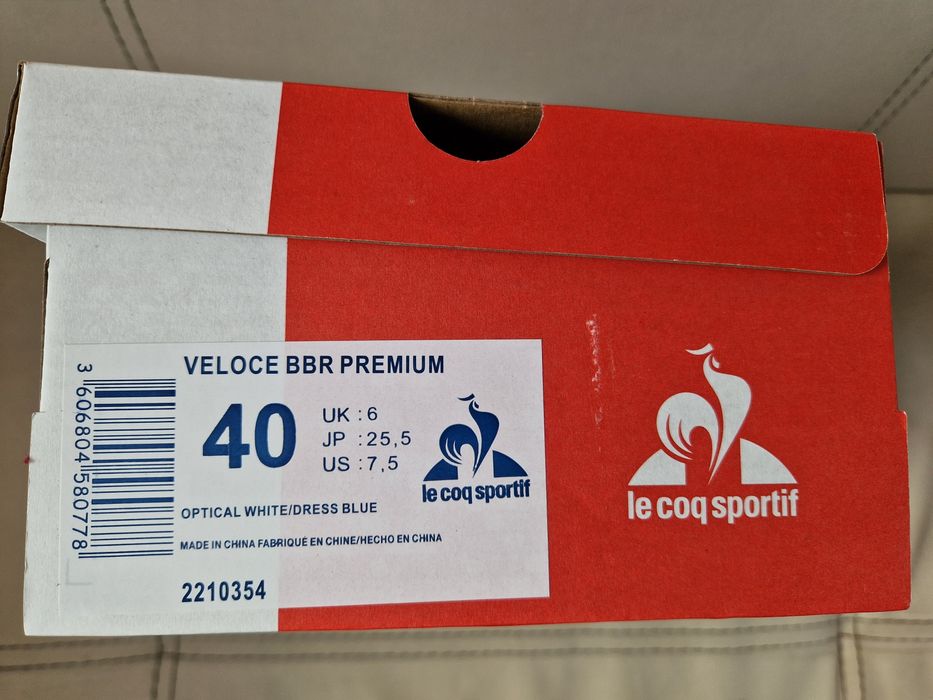 VELOCE BBR PREMIUM
40
UK : 6
JP : 25,5
US : 7,5
le coq sportif
OPTICAL WHITE/DRESS BLUE
MADE IN CHINA FABRIQUÉ EN CHINE/HECHO EN CHINA
2210354
3 606804 580778
le coq sportif